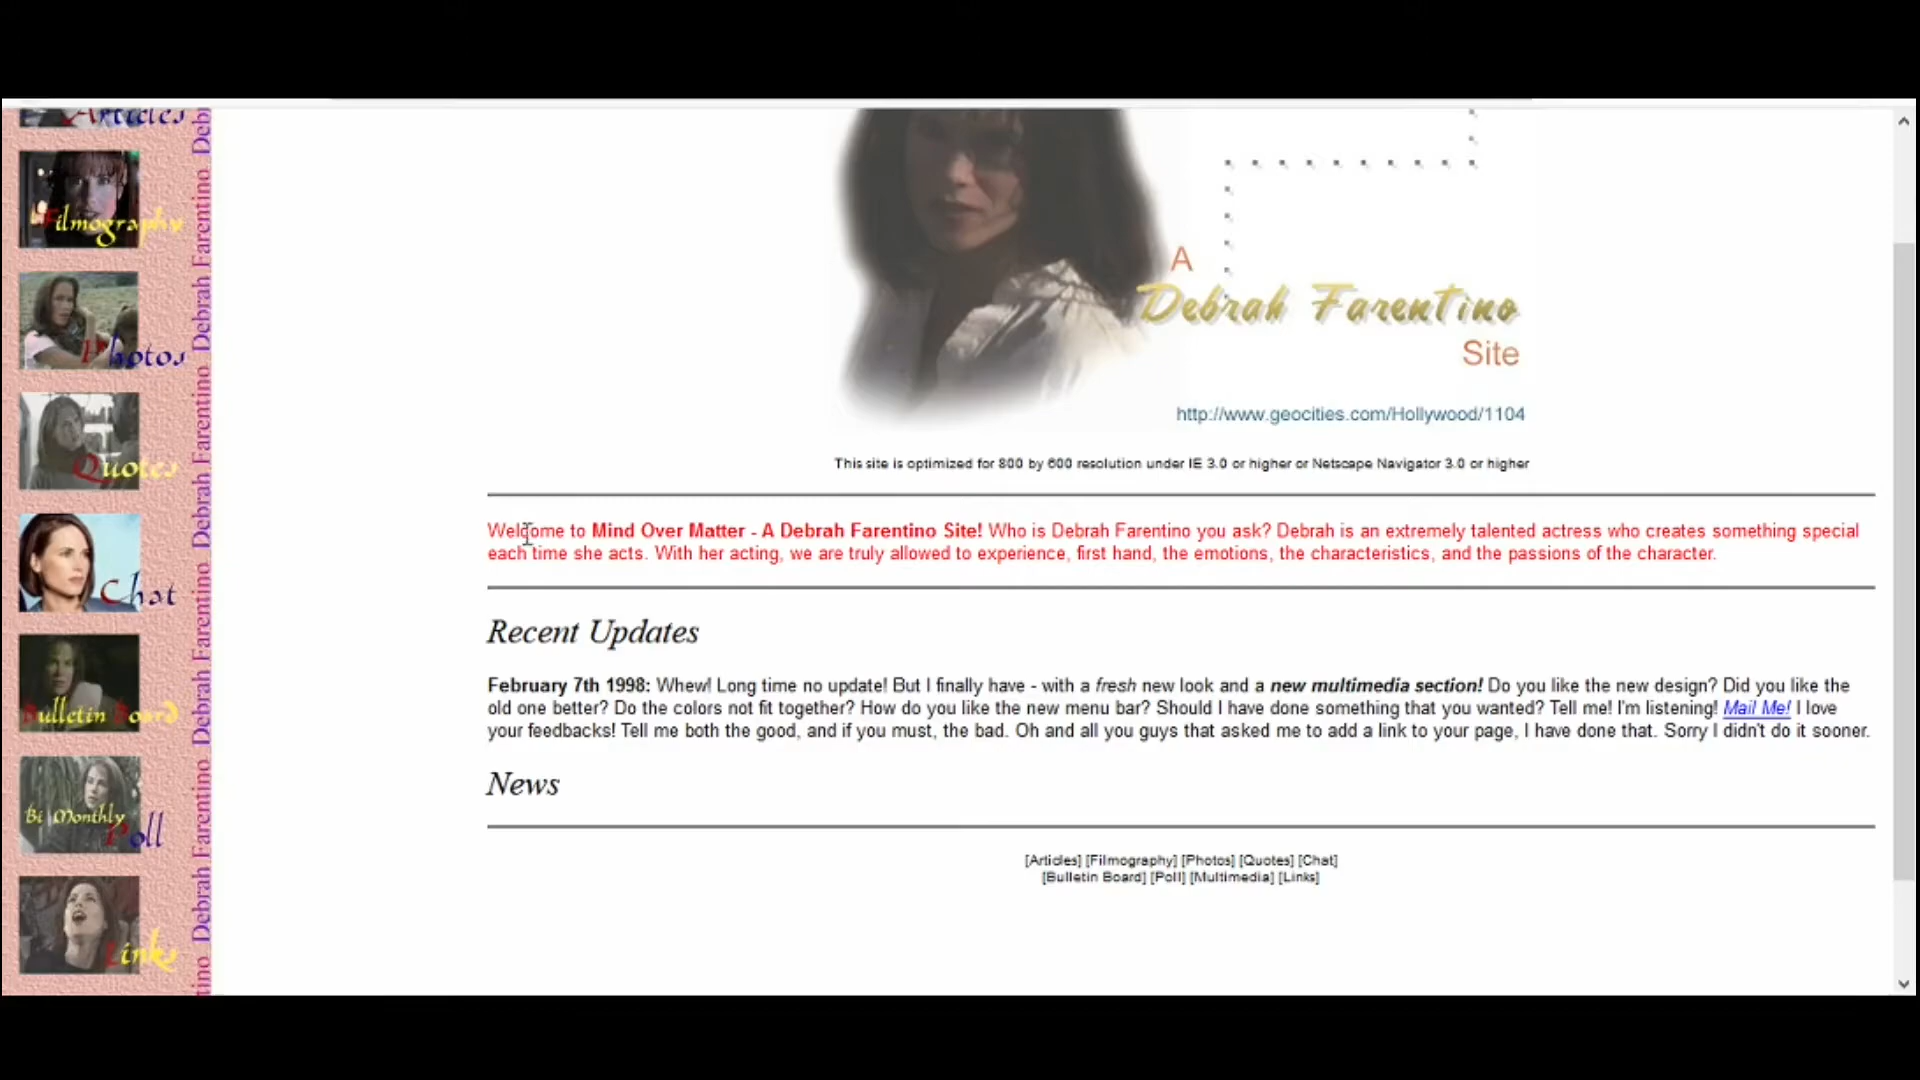 Articles
Filmography
Photos
Quotes
Chat
Bulletin Board
Bi Monthly
Poll
Links
Debrah Farentino Debrah Farentino Debrah Farentino Debrah Farentino
A
Debrah Farentino
Site
http://www.geocities.com/Hollywood/1104
This site is optimized for 800 by 600 resolution under IE 3.0 or higher or Netscape Navigator 3.0 or higher
Welcome to Mind Over Matter - A Debrah Farentino Site! Who is Debrah Farentino you ask? Debrah is an extremely talented actress who creates something special
each time she acts. With her acting, we are truly allowed to experience, first hand, the emotions, the characteristics, and the passions of the character.
Recent Updates
February 7th 1998: Whew! Long time no update! But I finally have - with a fresh new look and a new multimedia section! Do you like the new design? Did you like the
old one better? Do the colors not fit together? How do you like the new menu bar? Should I have done something that you wanted? Tell me! I'm listening! Mail Me! I love
your feedbacks! Tell me both the good, and if you must, the bad. Oh and all you guys that asked me to add a link to your page, I have done that. Sorry I didn't do it sooner.
News
[Articles] [Filmography] [Photos] [Quotes] [Chat]
[Bulletin Board] [Poll] [Multimedia] [Links]